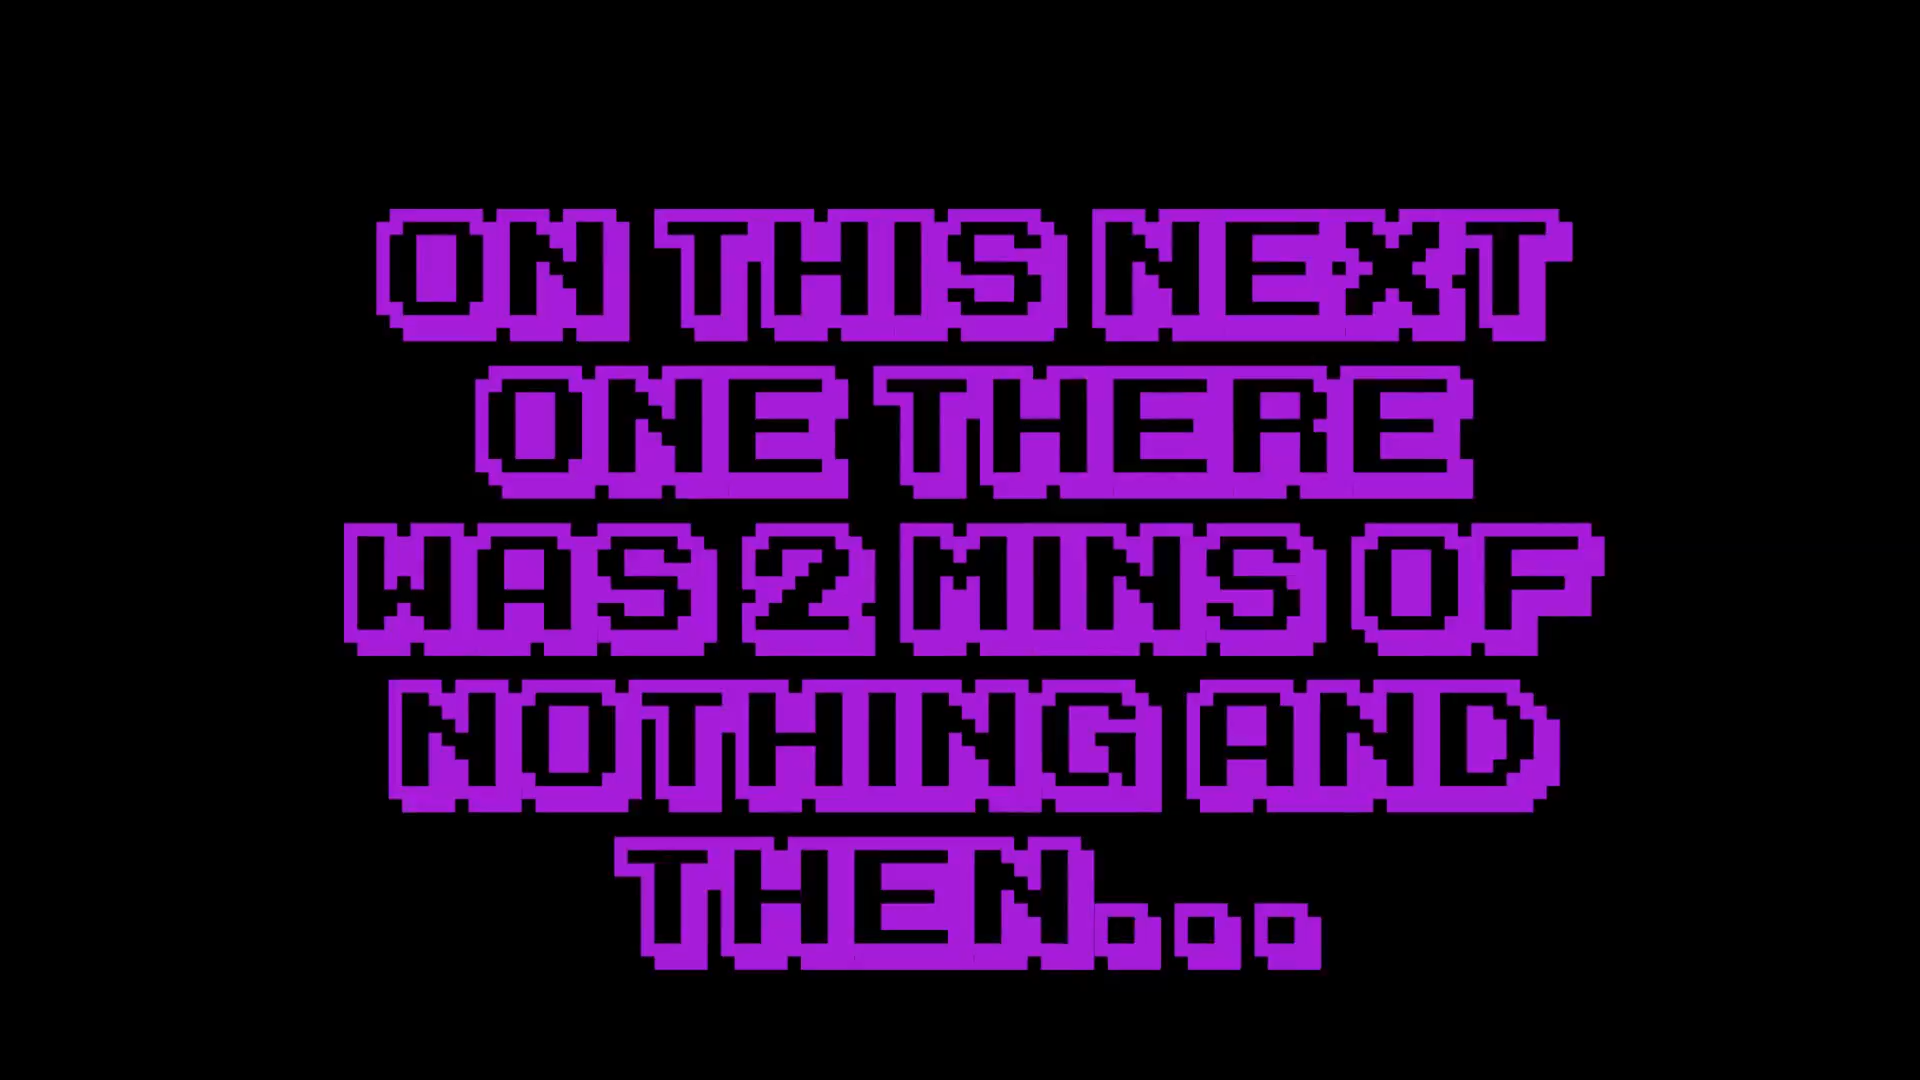 ON THIS NEXT
ONE THERE
WAS 2 MINS OF
NOTHING AND
THEN...